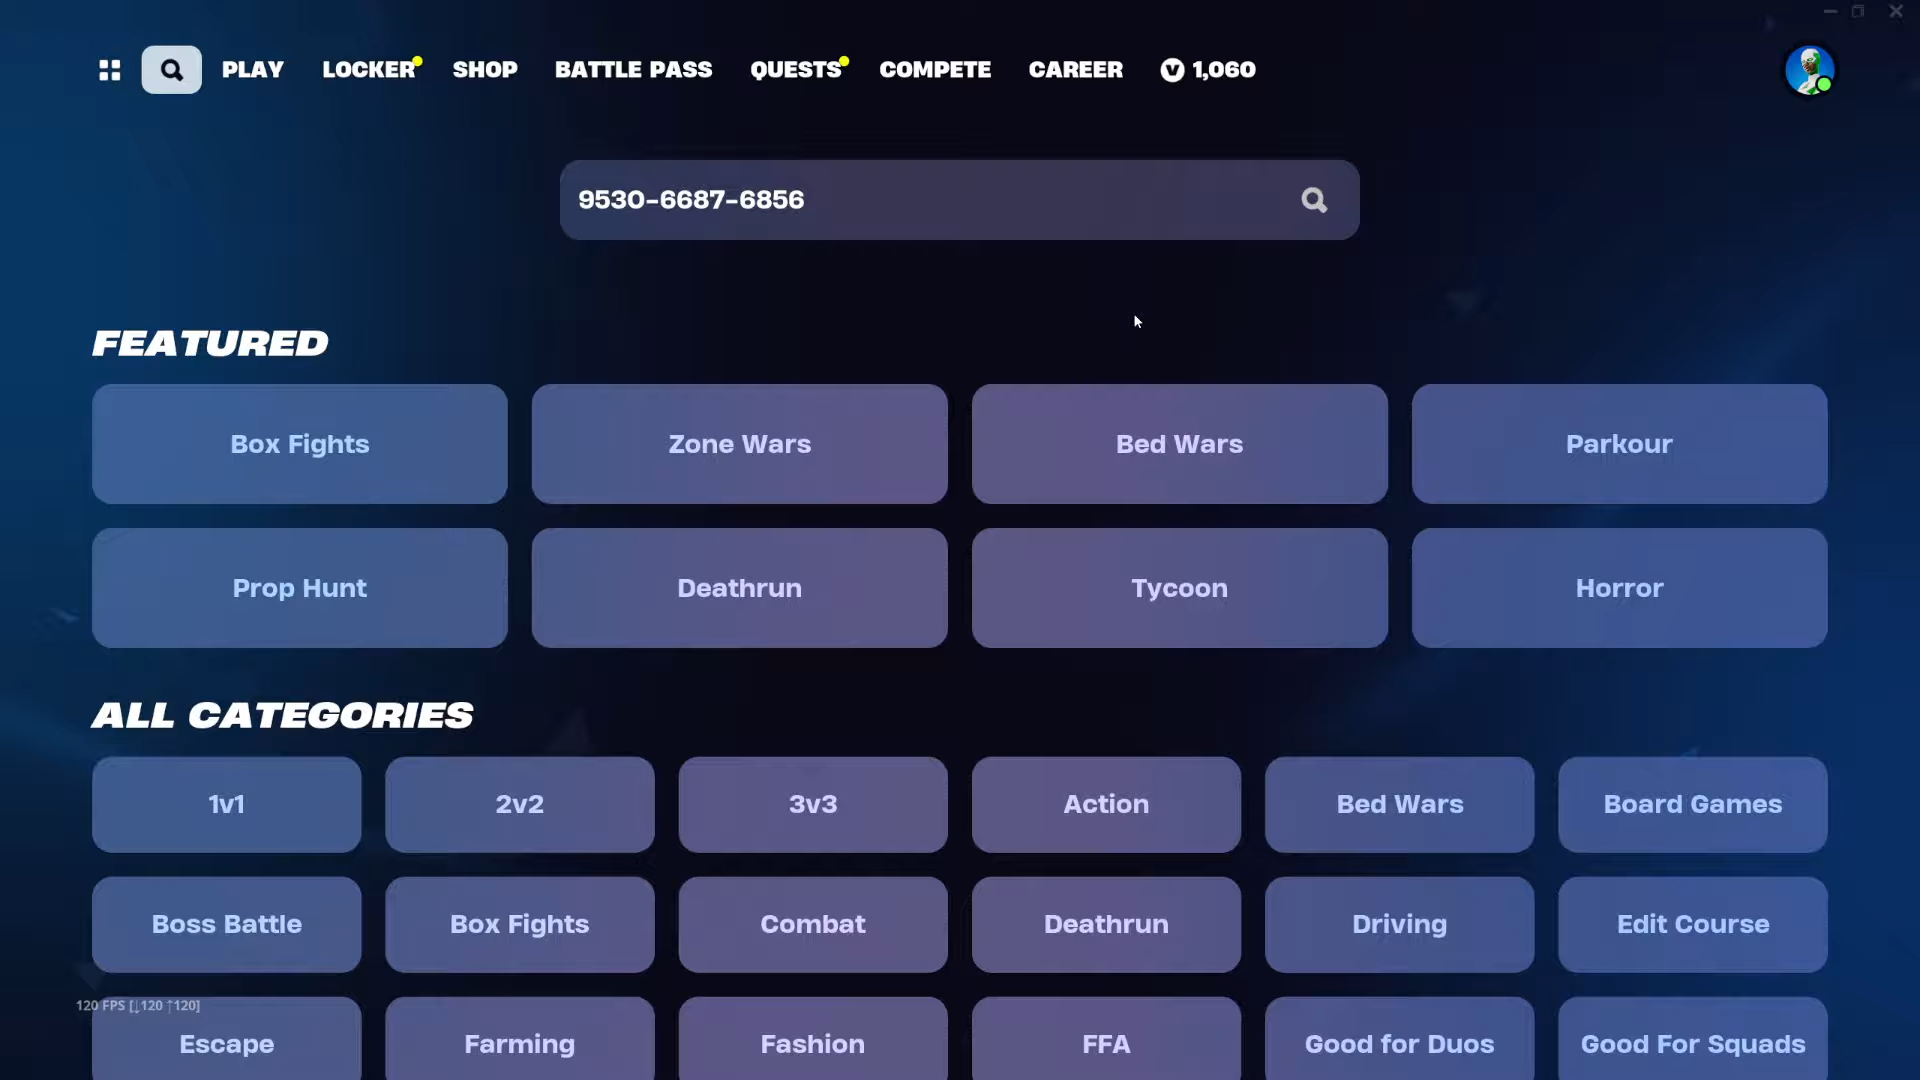 PLAY LOCKER SHOP BATTLE PASS QUESTS COMPETE CAREER V 1,060
9530-6687-6856
FEATURED
Box Fights Zone Wars Bed Wars Parkour
Prop Hunt Deathrun Tycoon Horror
ALL CATEGORIES
1v1 2v2 3v3 Action Bed Wars Board Games
Boss Battle Box Fights Combat Deathrun Driving Edit Course
120 FPS [↓120 ↑120]
Escape Farming Fashion FFA Good for Duos Good For Squads